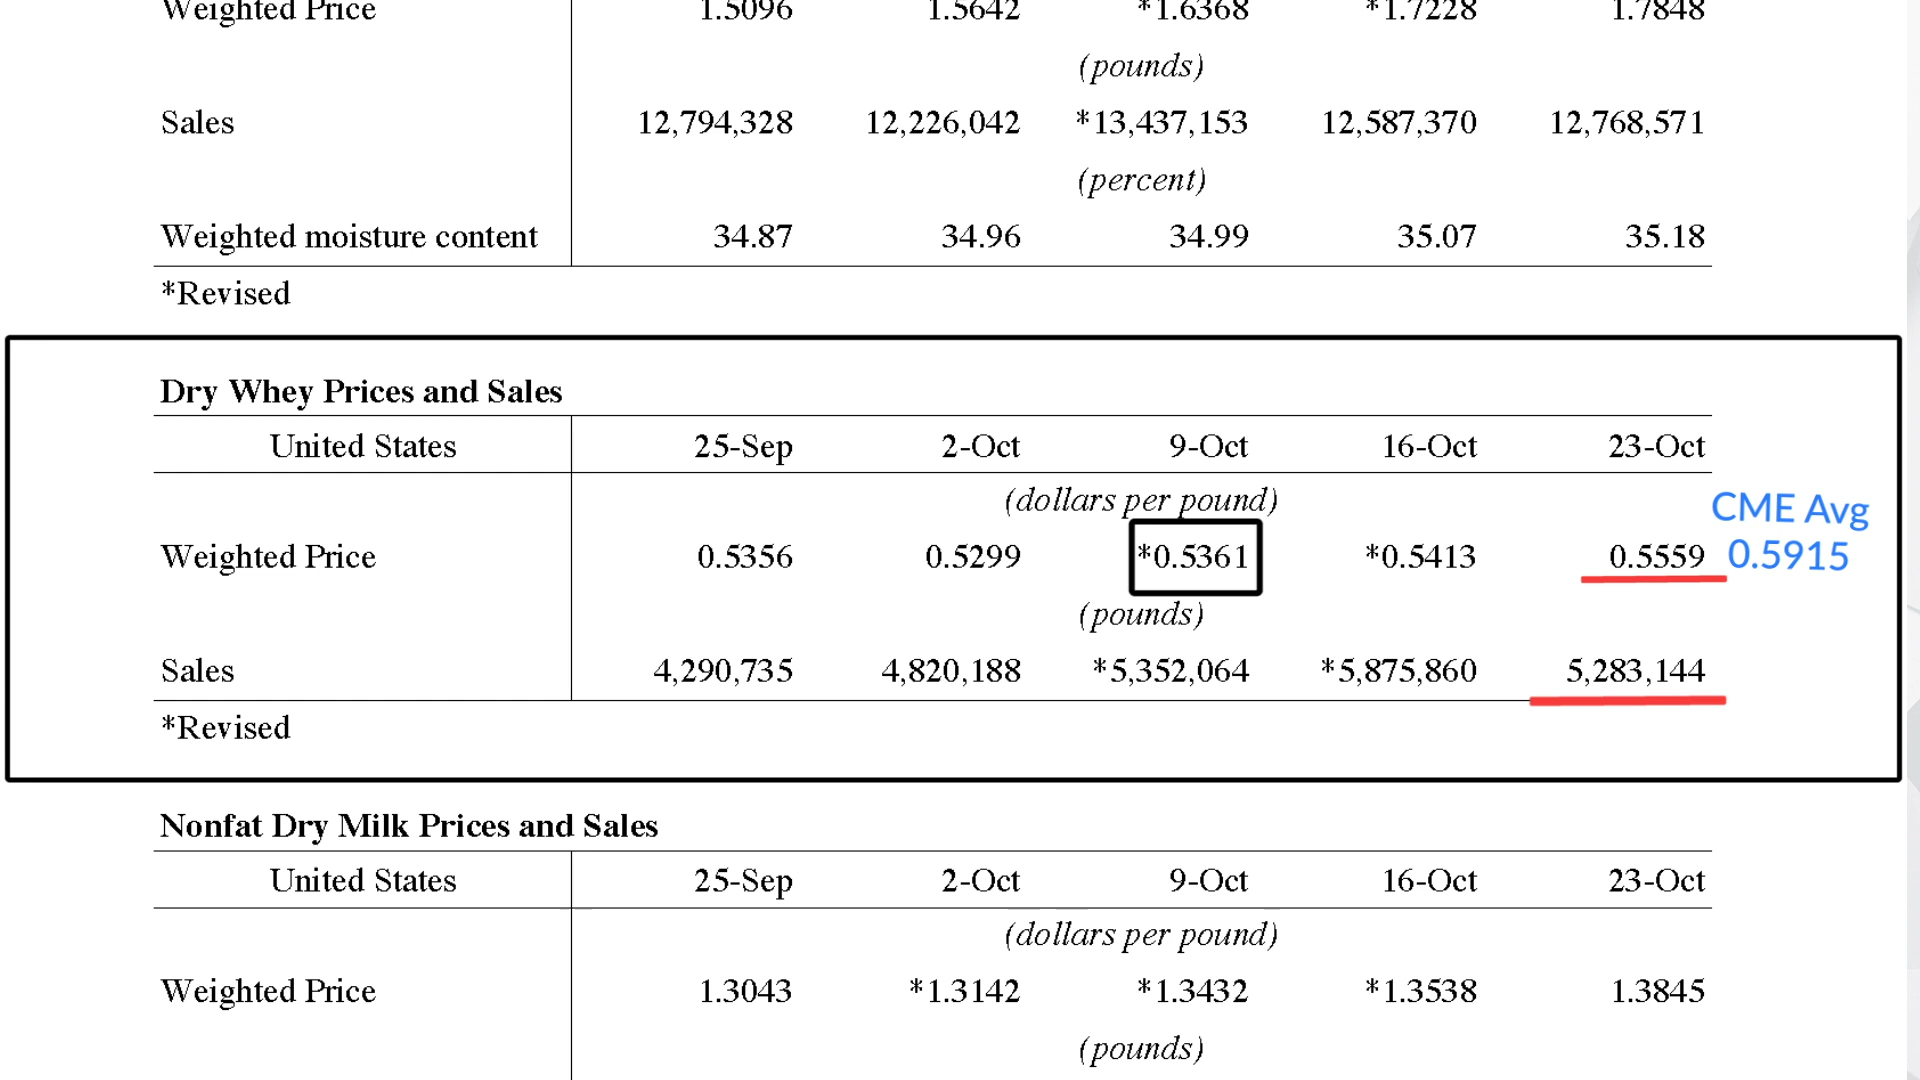 Weighted Price 1.5096 1.5642 *1.6368 *1.7228 1.7848
(pounds)
Sales 12,794,328 12,226,042 *13,437,153 12,587,370 12,768,571
(percent)
Weighted moisture content 34.87 34.96 34.99 35.07 35.18
*Revised
Dry Whey Prices and Sales
United States 25-Sep 2-Oct 9-Oct 16-Oct 23-Oct
(dollars per pound)
CME Avg
Weighted Price 0.5356 0.5299 *0.5361 *0.5413 0.5559 0.5915
(pounds)
Sales 4,290,735 4,820,188 *5,352,064 *5,875,860 5,283,144
*Revised
Nonfat Dry Milk Prices and Sales
United States 25-Sep 2-Oct 9-Oct 16-Oct 23-Oct
(dollars per pound)
Weighted Price 1.3043 *1.3142 *1.3432 *1.3538 1.3845
(pounds)